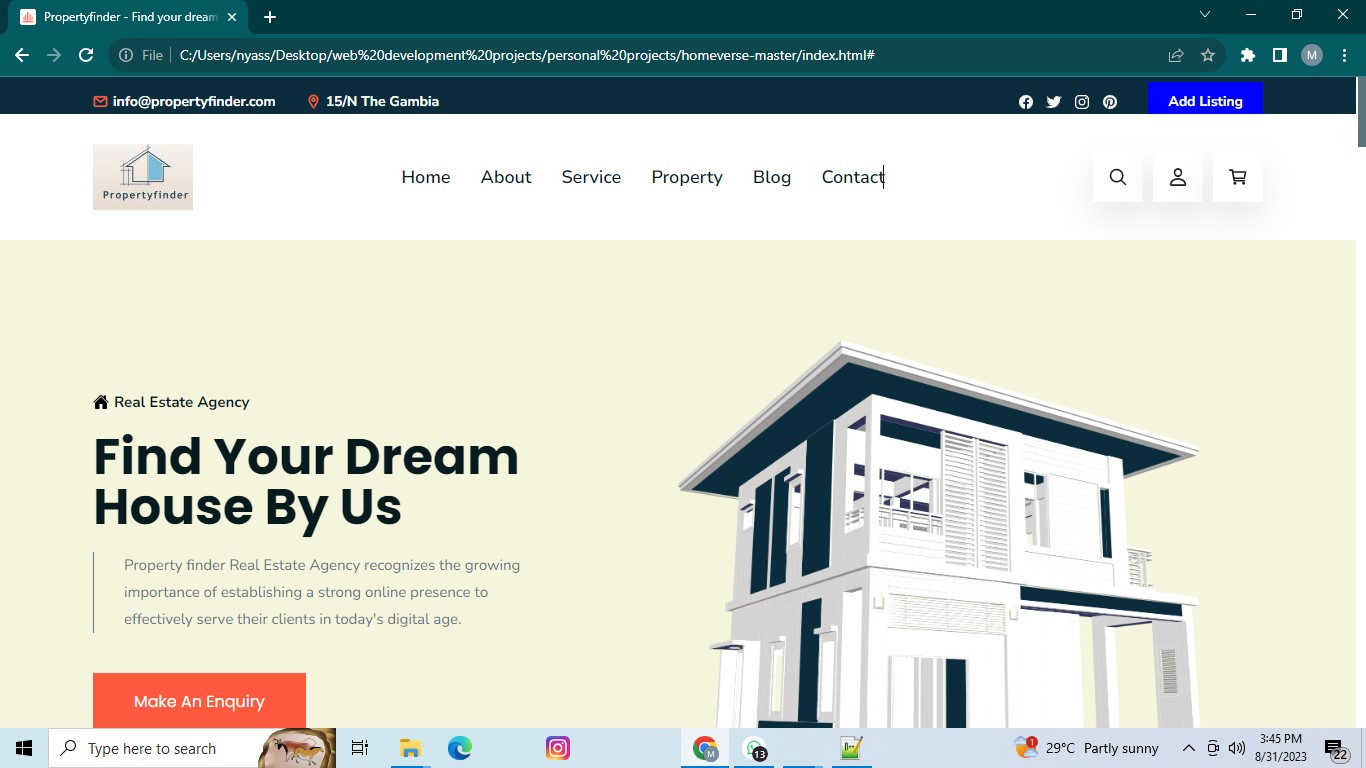 Propertyfinder - Find your dream
File C:/Users/nyass/Desktop/web%20development%20projects/personal%20projects/homeverse-master/index.html#
M
info@propertyfinder.com 15/N The Gambia Add Listing
Propertyfinder
Home About Service Property Blog Contact
Real Estate Agency
Find Your Dream
House By Us
Property finder Real Estate Agency recognizes the growing
importance of establishing a strong online presence to
effectively serve their clients in today's digital age.
Make An Enquiry
Type here to search
M
13
1
29°C Partly sunny
3:45 PM
8/31/2023
22